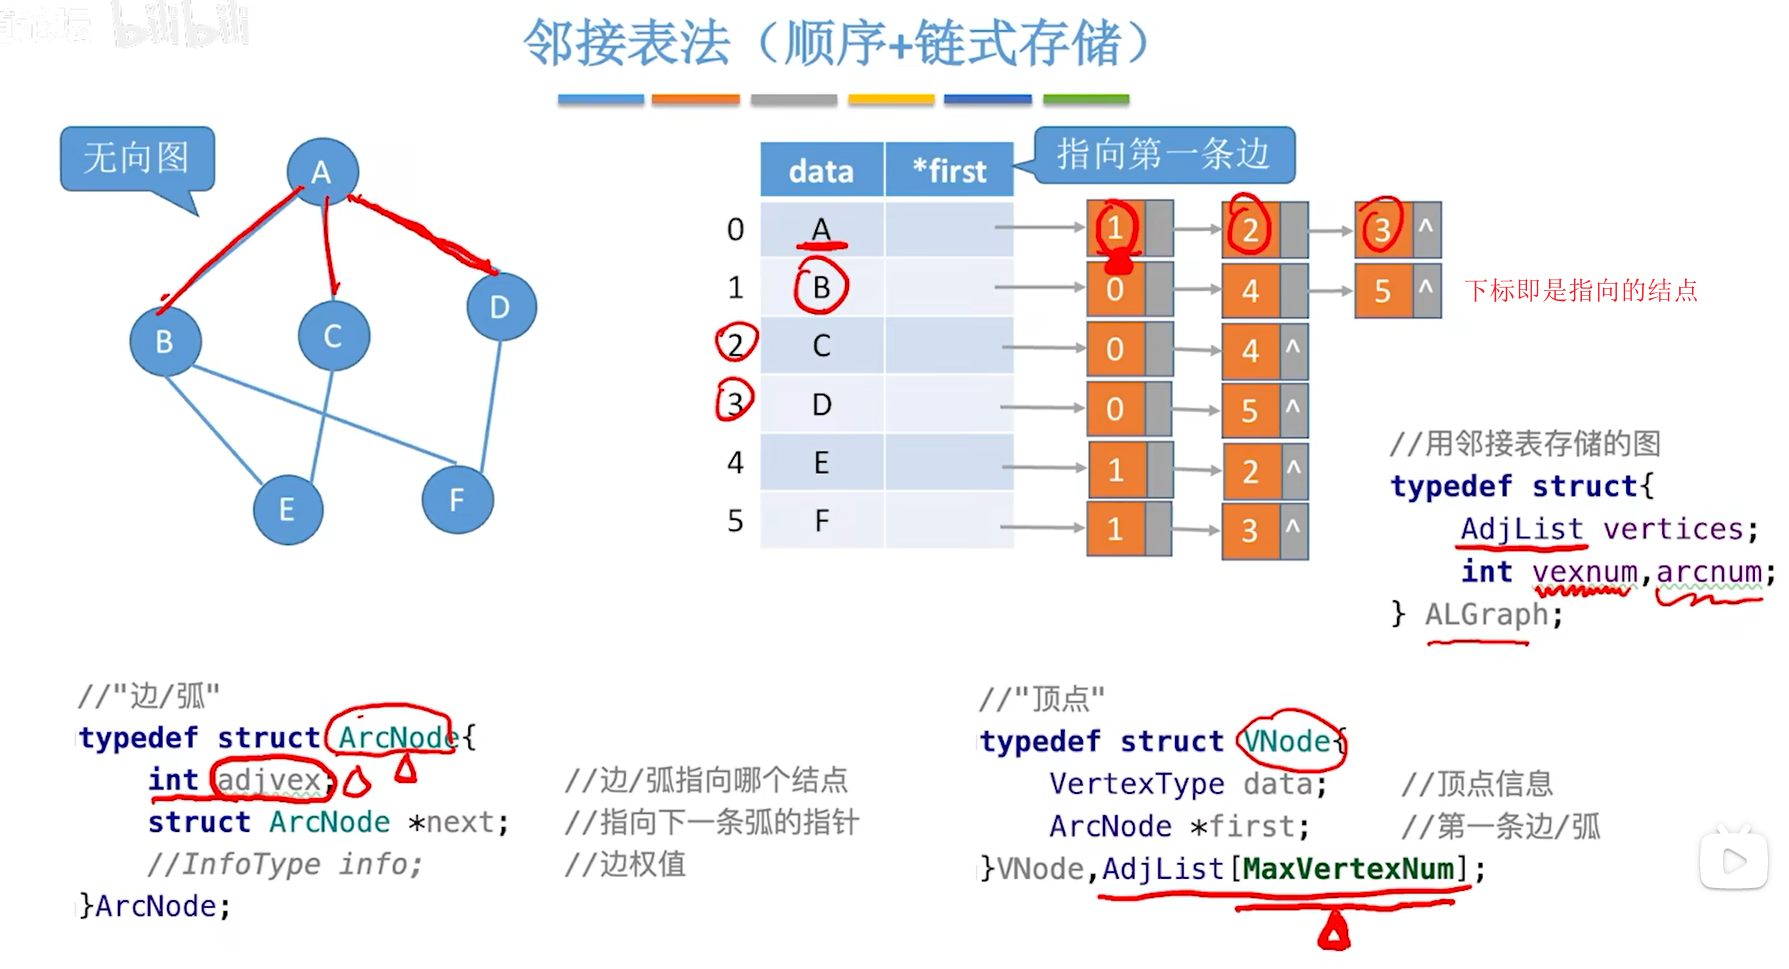 bilibili
邻接表法（顺序+链式存储）
无向图
A
B
C
D
E
F
指向第一条边
data *first
0 A 1 2 3 ^
1 B 0 4 5 ^
下标即是指向的结点
2 C 0 4 ^
3 D 0 5 ^
4 E 1 2 ^
5 F 1 3 ^
//用邻接表存储的图
typedef struct{
AdjList vertices;
int vexnum,arcnum;
} ALGraph;
//"边/弧"
typedef struct ArcNode{
int adjvex; //边/弧指向哪个结点
struct ArcNode *next; //指向下一条弧的指针
//InfoType info; //边权值
}ArcNode;
//"顶点"
typedef struct VNode{
VertexType data; //顶点信息
ArcNode *first; //第一条边/弧
}VNode,AdjList[MaxVertexNum];